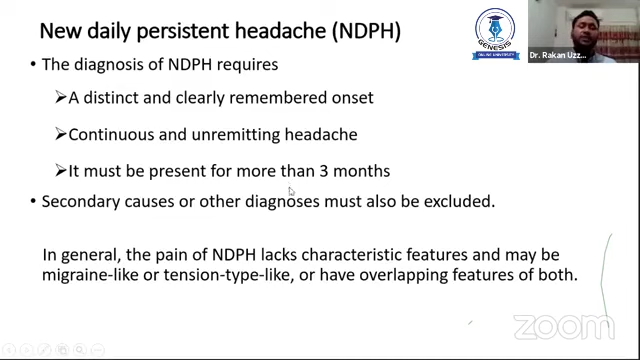 New daily persistent headache (NDPH)
GENESIS
ONLINE UNIVERSITY
Dr. Rakan Uzz...
• The diagnosis of NDPH requires
➢A distinct and clearly remembered onset
➢Continuous and unremitting headache
➢It must be present for more than 3 months
• Secondary causes or other diagnoses must also be excluded.
In general, the pain of NDPH lacks characteristic features and may be
migraine-like or tension-type-like, or have overlapping features of both.
zoom